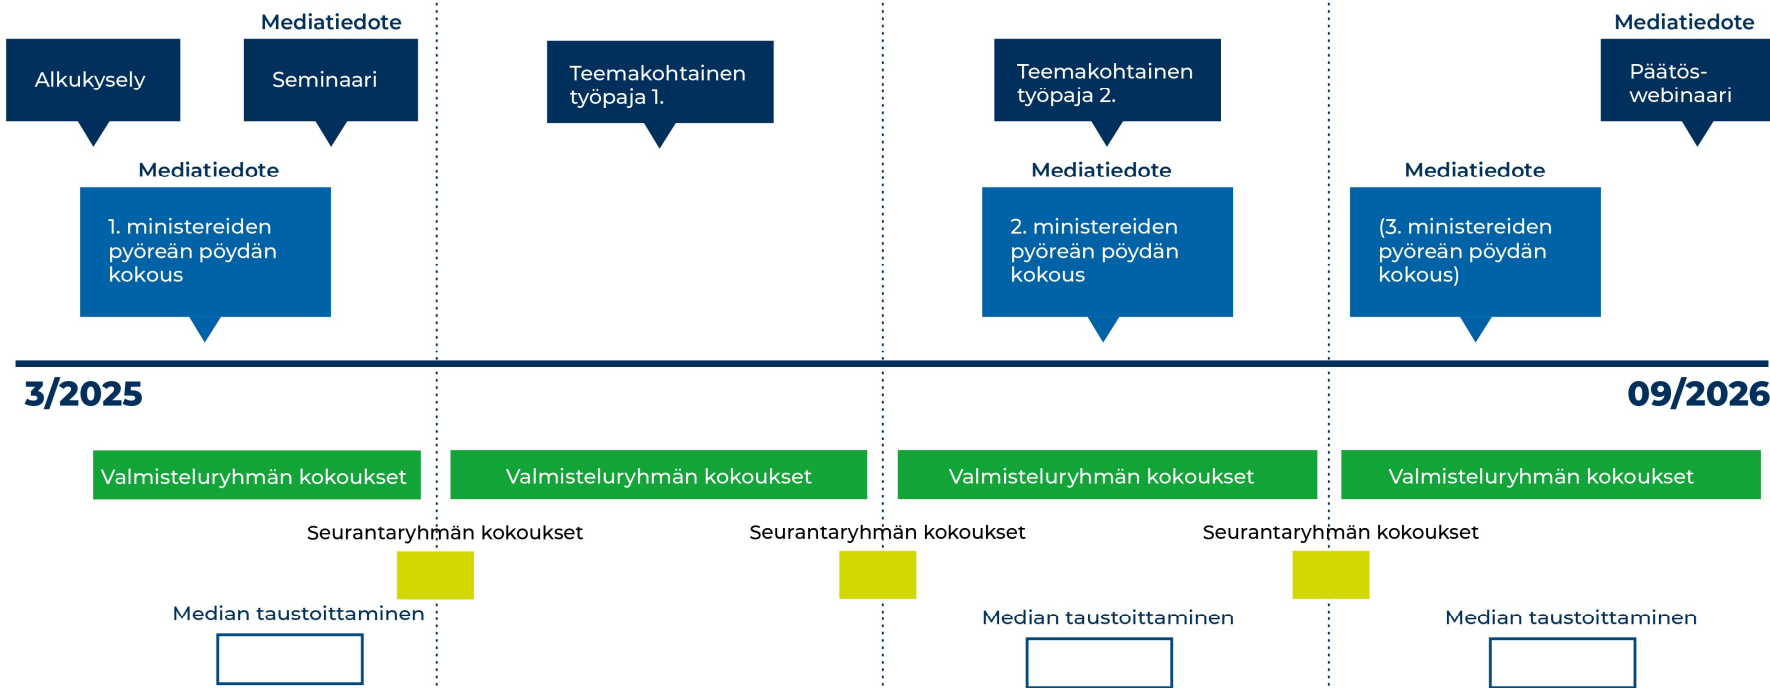 Mediatiedote
Mediatiedote
Alkukysely
Seminaari
Teemakohtainen
työpaja 1.
Teemakohtainen
työpaja 2.
Päätös-
webinaari
Mediatiedote
Mediatiedote
Mediatiedote
1. ministereiden
pyöreän pöydän
kokous
2. ministereiden
pyöreän pöydän
kokous
(3. ministereiden
pyöreän pöydän
kokous)
3/2025
09/2026
Valmisteluryhmän kokoukset
Valmisteluryhmän kokoukset
Valmisteluryhmän kokoukset
Valmisteluryhmän kokoukset
Seurantaryhmän kokoukset
Seurantaryhmän kokoukset
Seurantaryhmän kokoukset
Median taustoittaminen
Median taustoittaminen
Median taustoittaminen